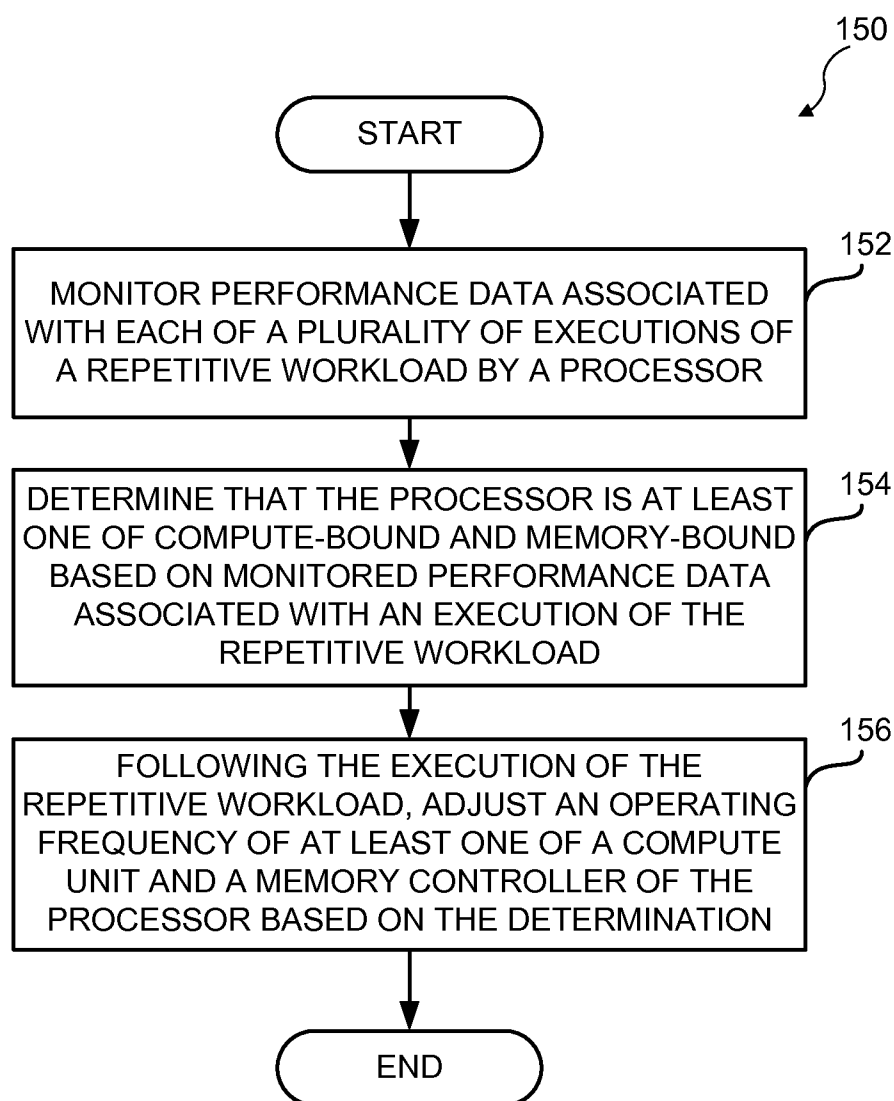 150
START
152
MONITOR PERFORMANCE DATA ASSOCIATED
WITH EACH OF A PLURALITY OF EXECUTIONS OF
A REPETITIVE WORKLOAD BY A PROCESSOR
154
DETERMINE THAT THE PROCESSOR IS AT LEAST
ONE OF COMPUTE-BOUND AND MEMORY-BOUND
BASED ON MONITORED PERFORMANCE DATA
ASSOCIATED WITH AN EXECUTION OF THE
REPETITIVE WORKLOAD
156
FOLLOWING THE EXECUTION OF THE
REPETITIVE WORKLOAD, ADJUST AN OPERATING
FREQUENCY OF AT LEAST ONE OF A COMPUTE
UNIT AND A MEMORY CONTROLLER OF THE
PROCESSOR BASED ON THE DETERMINATION
END